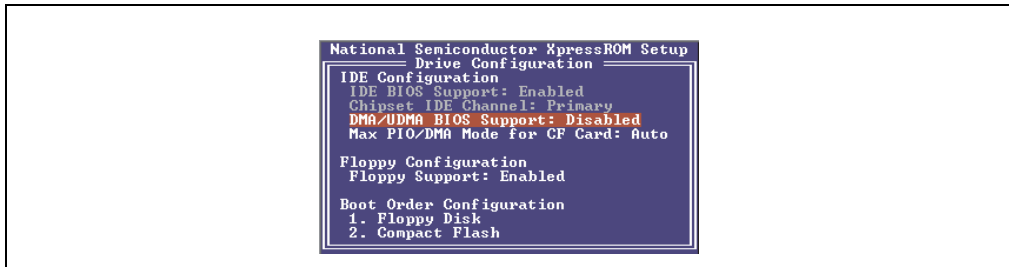 National Semiconductor XpressROM Setup
Drive Configuration
IDE Configuration
IDE BIOS Support: Enabled
Chipset IDE Channel: Primary
DMA/UDMA BIOS Support: Disabled
Max PIO/DMA Mode for CF Card: Auto
Floppy Configuration
Floppy Support: Enabled
Boot Order Configuration
1. Floppy Disk
2. Compact Flash